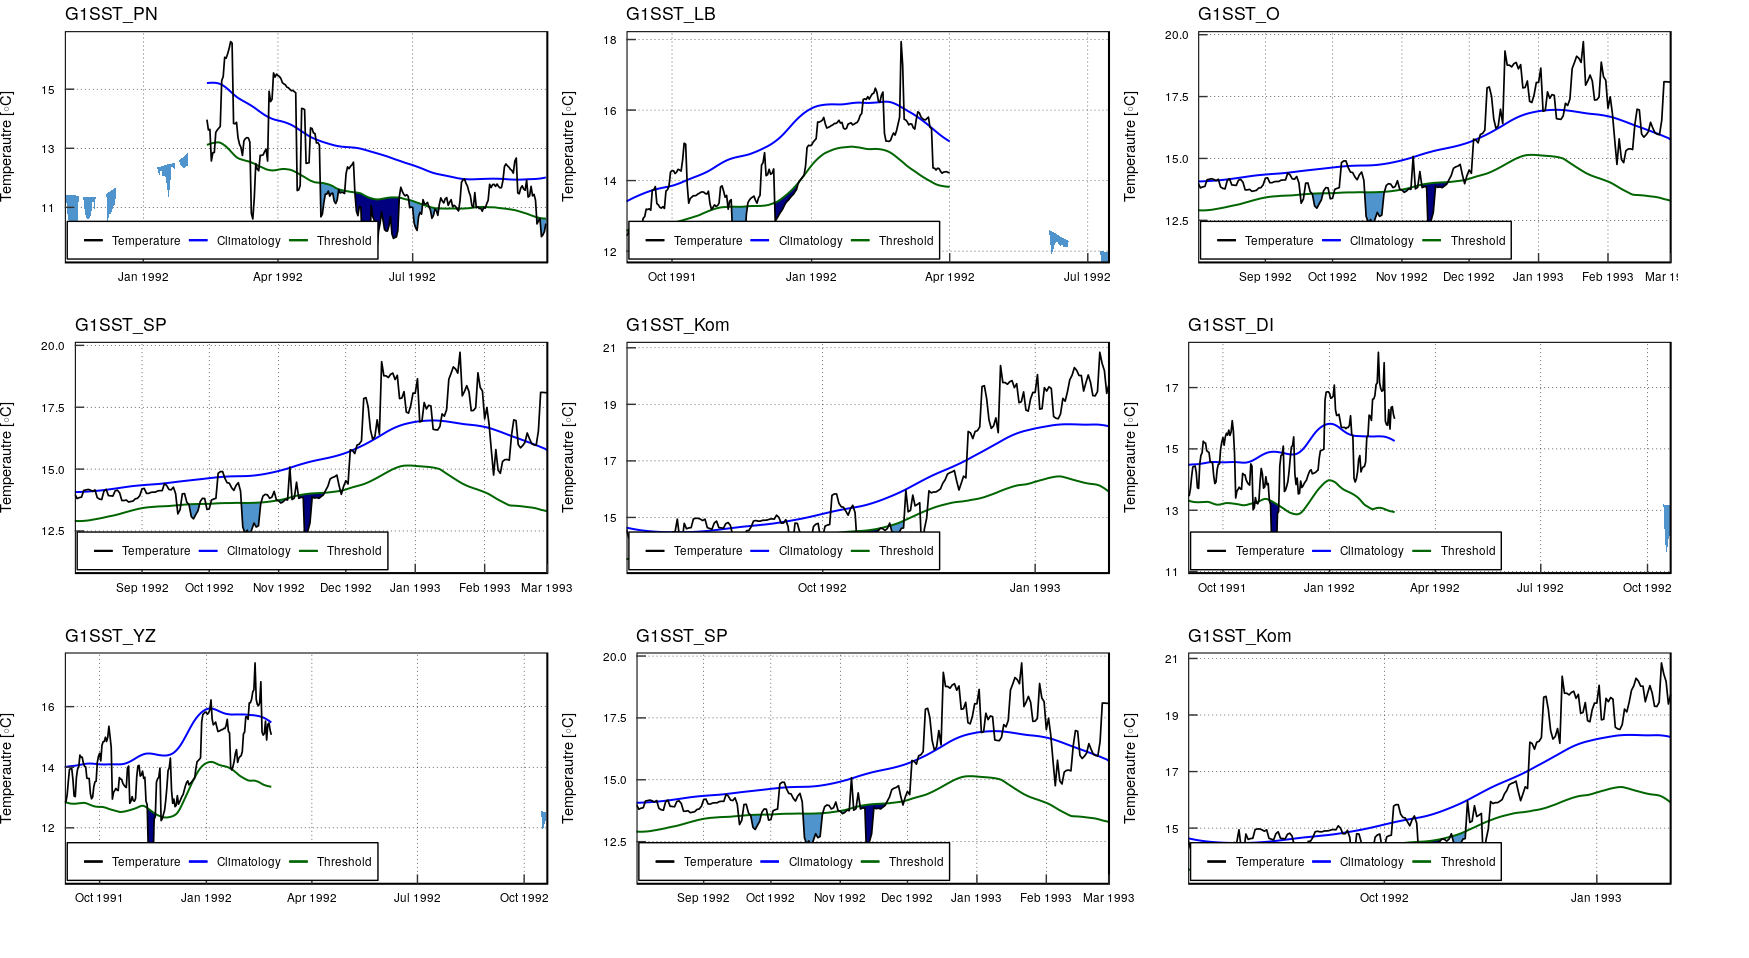 G1SST_PN
G1SST_LB
G1SST_O
Temperautre [◦C]
15
13
11
Temperature
Climatology
Threshold
Jan 1992
Apr 1992
Jul 1992
Temperautre [◦C]
18
16
14
12
Temperature
Climatology
Threshold
Oct 1991
Jan 1992
Apr 1992
Jul 1992
Temperautre [◦C]
20.0
17.5
15.0
12.5
Temperature
Climatology
Threshold
Sep 1992
Oct 1992
Nov 1992
Dec 1992
Jan 1993
Feb 1993
Mar 19
G1SST_SP
G1SST_Kom
G1SST_DI
Temperautre [◦C]
20.0
17.5
15.0
12.5
Temperature
Climatology
Threshold
Sep 1992
Oct 1992
Nov 1992
Dec 1992
Jan 1993
Feb 1993
Mar 1993
Temperautre [◦C]
21
19
17
15
Temperature
Climatology
Threshold
Oct 1992
Jan 1993
Temperautre [◦C]
17
15
13
11
Temperature
Climatology
Threshold
Oct 1991
Jan 1992
Apr 1992
Jul 1992
Oct 1992
G1SST_YZ
G1SST_SP
G1SST_Kom
Temperautre [◦C]
16
14
12
Temperature
Climatology
Threshold
Oct 1991
Jan 1992
Apr 1992
Jul 1992
Oct 1992
Temperautre [◦C]
20.0
17.5
15.0
12.5
Temperature
Climatology
Threshold
Sep 1992
Oct 1992
Nov 1992
Dec 1992
Jan 1993
Feb 1993
Mar 1993
Temperautre [◦C]
21
19
17
15
Temperature
Climatology
Threshold
Oct 1992
Jan 1993